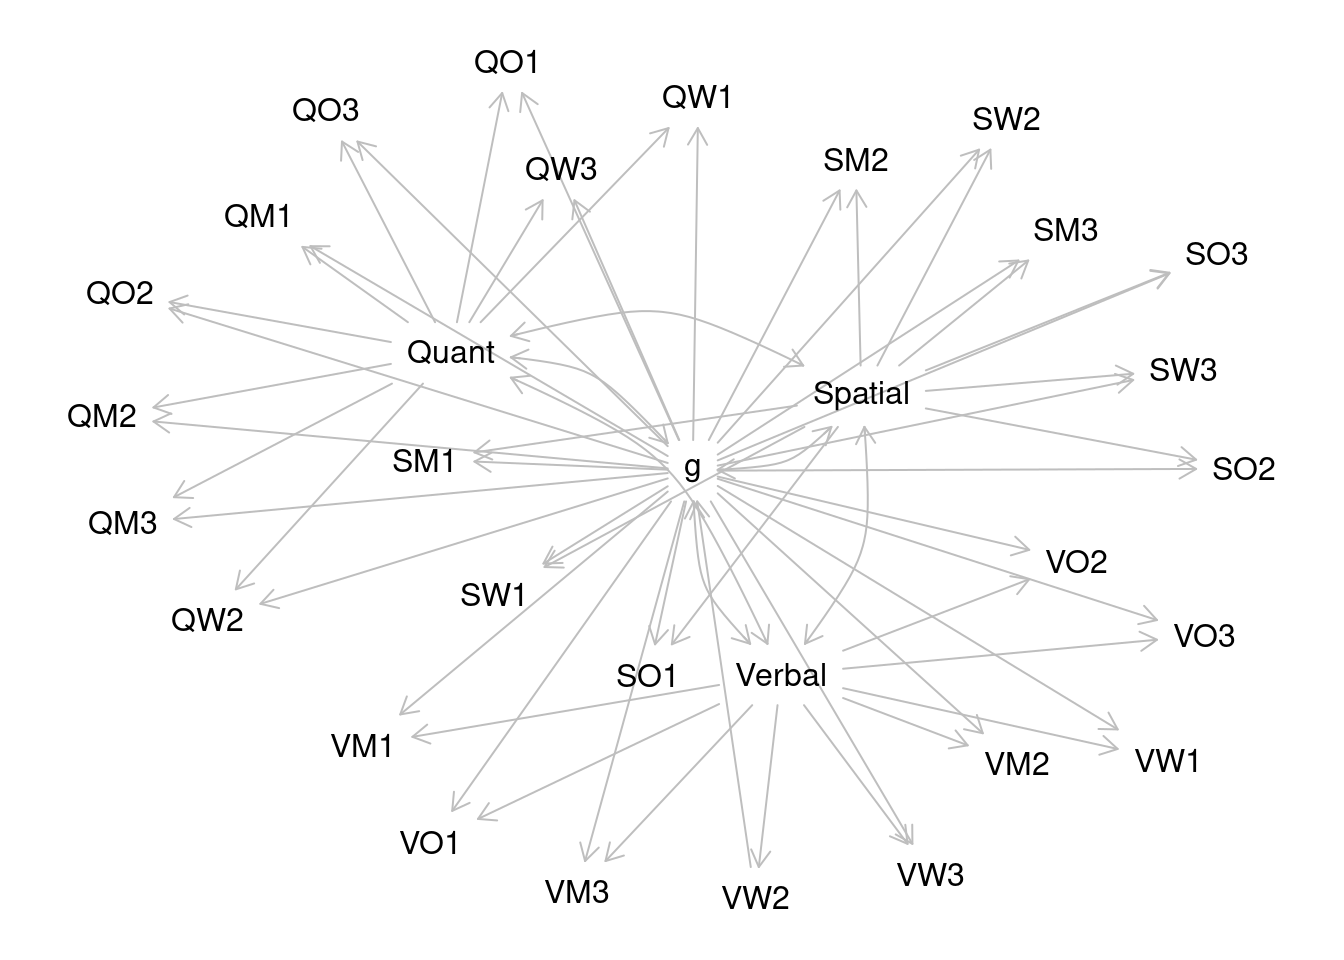 QO1
QW1
QO3
SW2
SM2
QW3
QM1
SM3
SO3
QO2
Quant
SW3
Spatial
QM2
SM1
g
SO2
QM3
VO2
SW1
QW2
VO3
SO1
Verbal
VM1
VM2
VW1
VO1
VW3
VM3
VW2